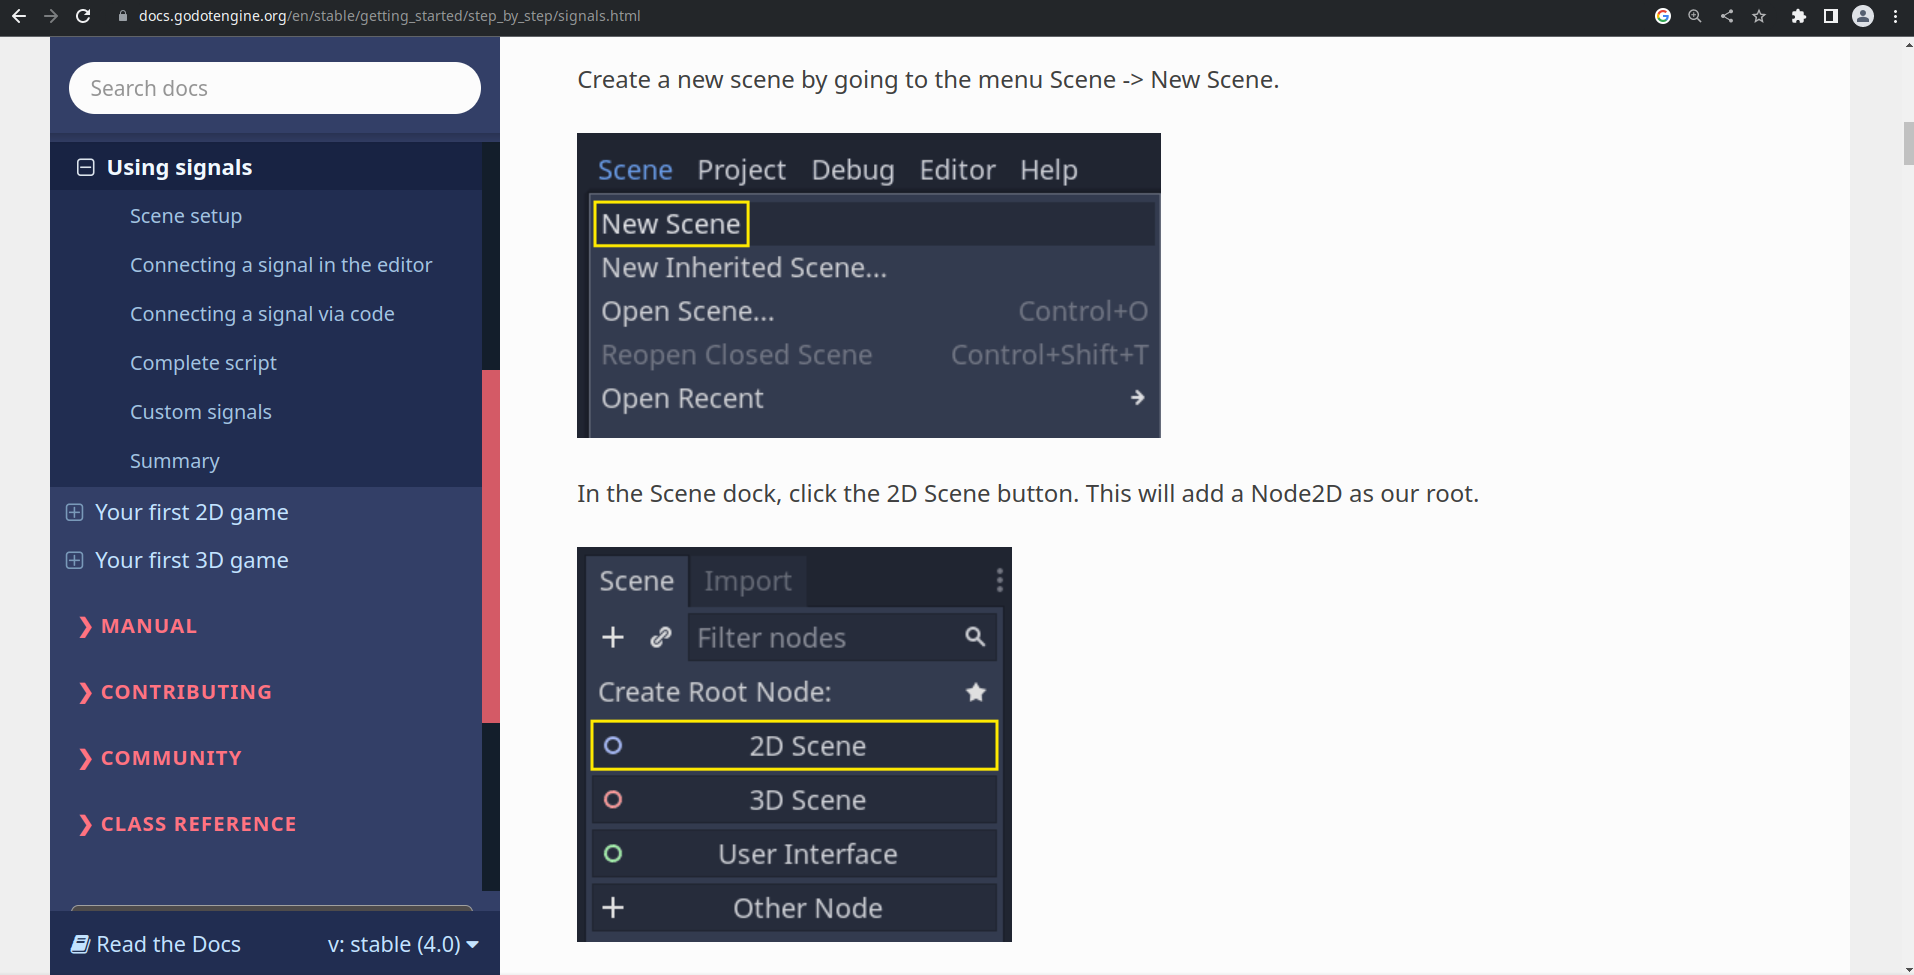 docs.godotengine.org/en/stable/getting_started/step_by_step/signals.html
Search docs
Using signals
Scene setup
Connecting a signal in the editor
Connecting a signal via code
Complete script
Custom signals
Summary
Your first 2D game
Your first 3D game
MANUAL
CONTRIBUTING
COMMUNITY
CLASS REFERENCE
Read the Docs v: stable (4.0)
Create a new scene by going to the menu Scene -> New Scene.
Scene Project Debug Editor Help
New Scene
New Inherited Scene...
Open Scene... Control+O
Reopen Closed Scene Control+Shift+T
Open Recent
In the Scene dock, click the 2D Scene button. This will add a Node2D as our root.
Scene Import
Filter nodes
Create Root Node:
2D Scene
3D Scene
User Interface
Other Node